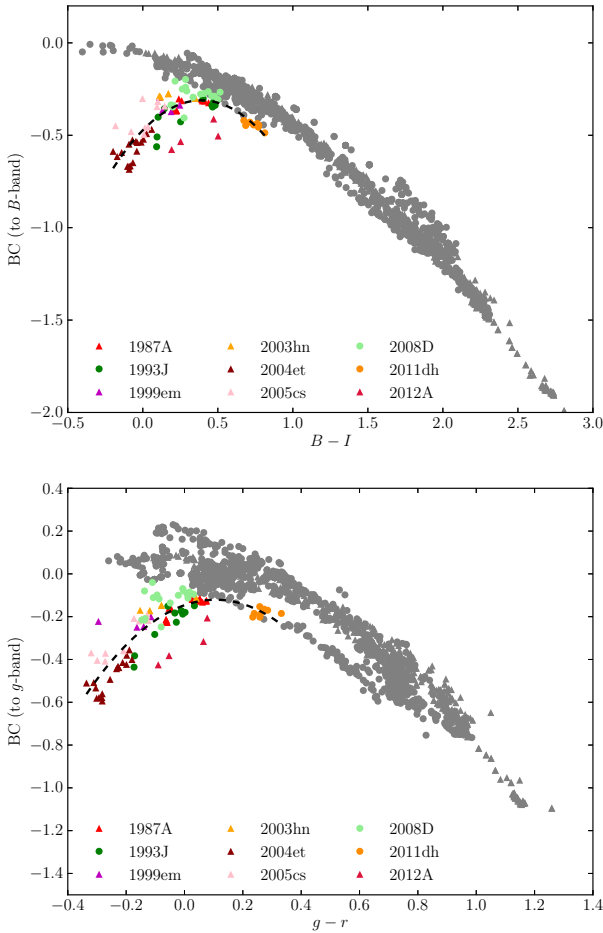 0.0
−0.5
−1.0
−1.5
−2.0
BC (to B-band)
1987A 2003hn 2008D
1993J 2004et 2011dh
1999em 2005cs 2012A
−0.5 0.0 0.5 1.0 1.5 2.0 2.5 3.0
B − I
0.4
0.2
0.0
−0.2
−0.4
−0.6
−0.8
−1.0
−1.2
−1.4
BC (to g-band)
1987A 2003hn 2008D
1993J 2004et 2011dh
1999em 2005cs 2012A
−0.4 −0.2 0.0 0.2 0.4 0.6 0.8 1.0 1.2 1.4
g − r